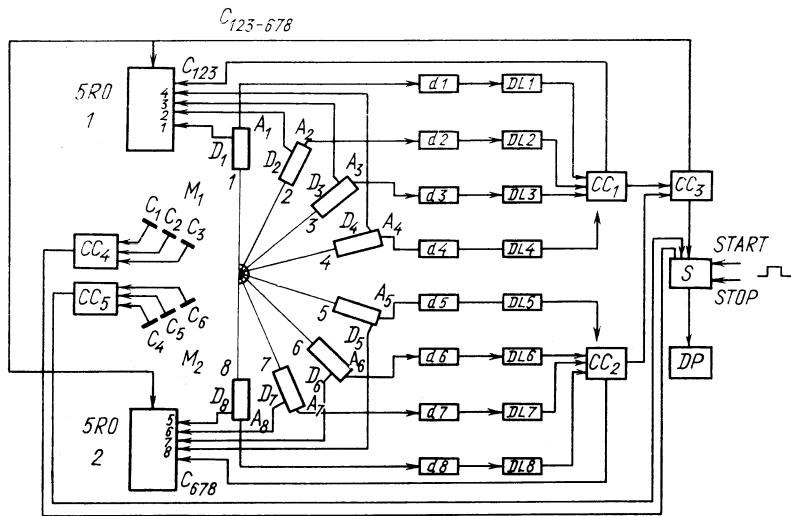 C123-678
C123
5RO
1
4
3
2
1
A1
D1
1
A2
D2
2
A3
D3
3
D4
A4
4
d1
DL1
d2
DL2
d3
DL3
d4
DL4
CC1
CC3
M1
C1
C2
C3
CC4
CC5
C6
C5
C4
M2
START
S
STOP
DP
5
A5
D5
6
A6
D6
7
D7
A7
8
D8
A8
d5
DL5
d6
DL6
d7
DL7
d8
DL8
CC2
5RO
2
5
6
7
8
C678